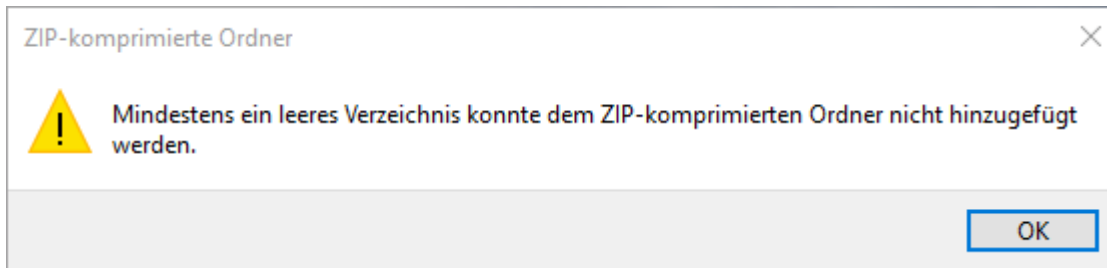 ZIP-komprimierte Ordner
Mindestens ein leeres Verzeichnis konnte dem ZIP-komprimierten Ordner nicht hinzugefügt
werden.
OK